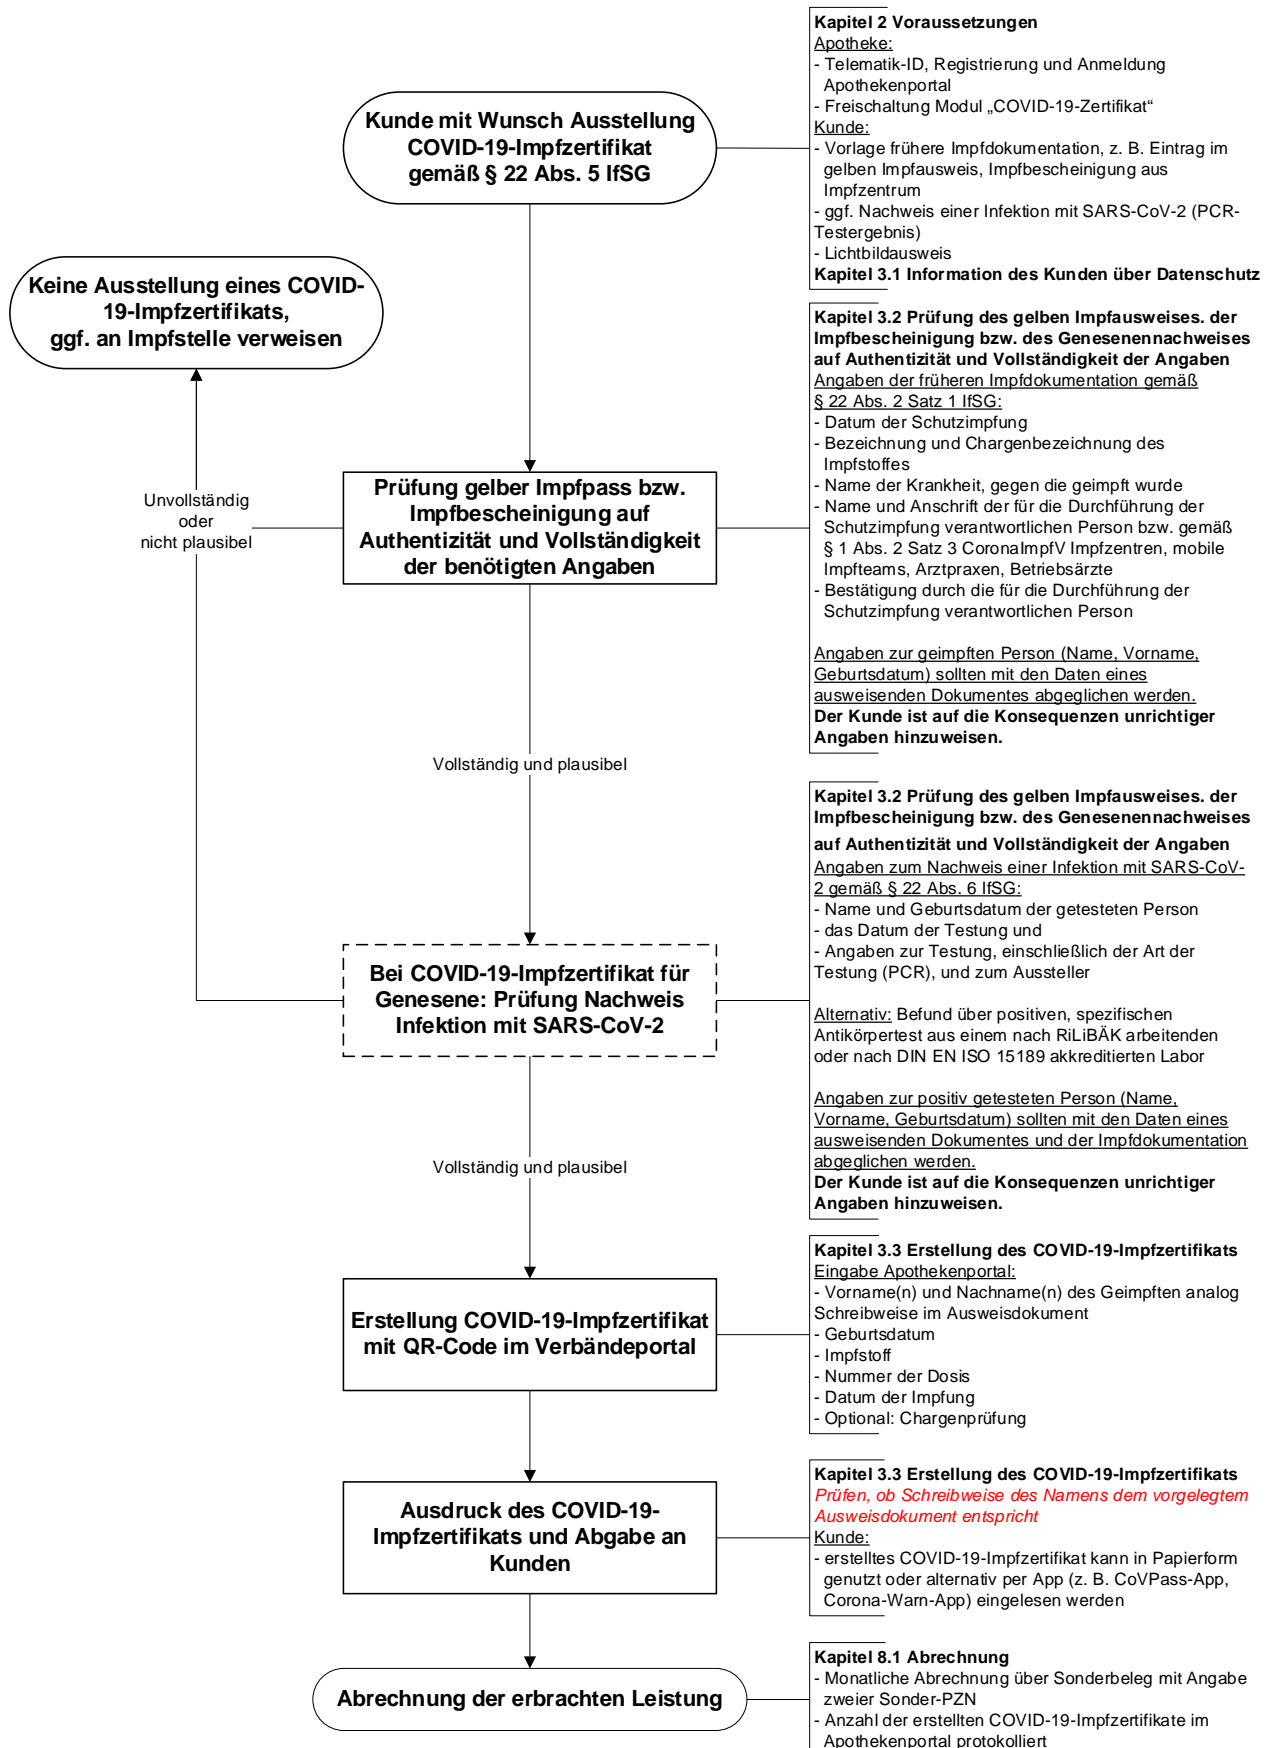 Kunde mit Wunsch Ausstellung
COVID-19-Impfzertifikat
gemäß § 22 Abs. 5 IfSG
Kapitel 2 Voraussetzungen
Apotheke:
- Telematik-ID, Registrierung und Anmeldung
Apothekenportal
- Freischaltung Modul „COVID-19-Zertifikat“
Kunde:
- Vorlage frühere Impfdokumentation, z. B. Eintrag im
gelben Impfausweis, Impfbescheinigung aus
Impfzentrum
- ggf. Nachweis einer Infektion mit SARS-CoV-2 (PCR-
Testergebnis)
- Lichtbildausweis
Kapitel 3.1 Information des Kunden über Datenschutz
Keine Ausstellung eines COVID-
19-Impfzertifikats,
ggf. an Impfstelle verweisen
Unvollständig
oder
nicht plausibel
Prüfung gelber Impfpass bzw.
Impfbescheinigung auf
Authentizität und Vollständigkeit
der benötigten Angaben
Kapitel 3.2 Prüfung des gelben Impfausweises. der
Impfbescheinigung bzw. des Genesenennachweises
auf Authentizität und Vollständigkeit der Angaben
Angaben der früheren Impfdokumentation gemäß
§ 22 Abs. 2 Satz 1 IfSG:
- Datum der Schutzimpfung
- Bezeichnung und Chargenbezeichnung des
Impfstoffes
- Name der Krankheit, gegen die geimpft wurde
- Name und Anschrift der für die Durchführung der
Schutzimpfung verantwortlichen Person bzw. gemäß
§ 1 Abs. 2 Satz 3 CoronaImpfV Impfzentren, mobile
Impfteams, Arztpraxen, Betriebsärzte
- Bestätigung durch die für die Durchführung der
Schutzimpfung verantwortlichen Person
Angaben zur geimpften Person (Name, Vorname,
Geburtsdatum) sollten mit den Daten eines
ausweisenden Dokumentes abgeglichen werden.
Der Kunde ist auf die Konsequenzen unrichtiger
Angaben hinzuweisen.
Vollständig und plausibel
Bei COVID-19-Impfzertifikat für
Genesene: Prüfung Nachweis
Infektion mit SARS-CoV-2
Kapitel 3.2 Prüfung des gelben Impfausweises. der
Impfbescheinigung bzw. des Genesenennachweises
auf Authentizität und Vollständigkeit der Angaben
Angaben zum Nachweis einer Infektion mit SARS-CoV-
2 gemäß § 22 Abs. 6 IfSG:
- Name und Geburtsdatum der getesteten Person
- das Datum der Testung und
- Angaben zur Testung, einschließlich der Art der
Testung (PCR), und zum Aussteller
Alternativ: Befund über positiven, spezifischen
Antikörpertest aus einem nach RiLiBÄK arbeitenden
oder nach DIN EN ISO 15189 akkreditierten Labor
Angaben zur positiv getesteten Person (Name,
Vorname, Geburtsdatum) sollten mit den Daten eines
ausweisenden Dokumentes und der Impfdokumentation
abgeglichen werden.
Der Kunde ist auf die Konsequenzen unrichtiger
Angaben hinzuweisen.
Vollständig und plausibel
Erstellung COVID-19-Impfzertifikat
mit QR-Code im Verbändeportal
Kapitel 3.3 Erstellung des COVID-19-Impfzertifikats
Eingabe Apothekenportal:
- Vorname(n) und Nachname(n) des Geimpften analog
Schreibweise im Ausweisdokument
- Geburtsdatum
- Impfstoff
- Nummer der Dosis
- Datum der Impfung
- Optional: Chargenprüfung
Ausdruck des COVID-19-
Impfzertifikats und Abgabe an
Kunden
Kapitel 3.3 Erstellung des COVID-19-Impfzertifikats
Prüfen, ob Schreibweise des Namens dem vorgelegtem
Ausweisdokument entspricht
Kunde:
- erstelltes COVID-19-Impfzertifikat kann in Papierform
genutzt oder alternativ per App (z. B. CoVPass-App,
Corona-Warn-App) eingelesen werden
Abrechnung der erbrachten Leistung
Kapitel 8.1 Abrechnung
- Monatliche Abrechnung über Sonderbeleg mit Angabe
zweier Sonder-PZN
- Anzahl der erstellten COVID-19-Impfzertifikate im
Apothekenportal protokolliert